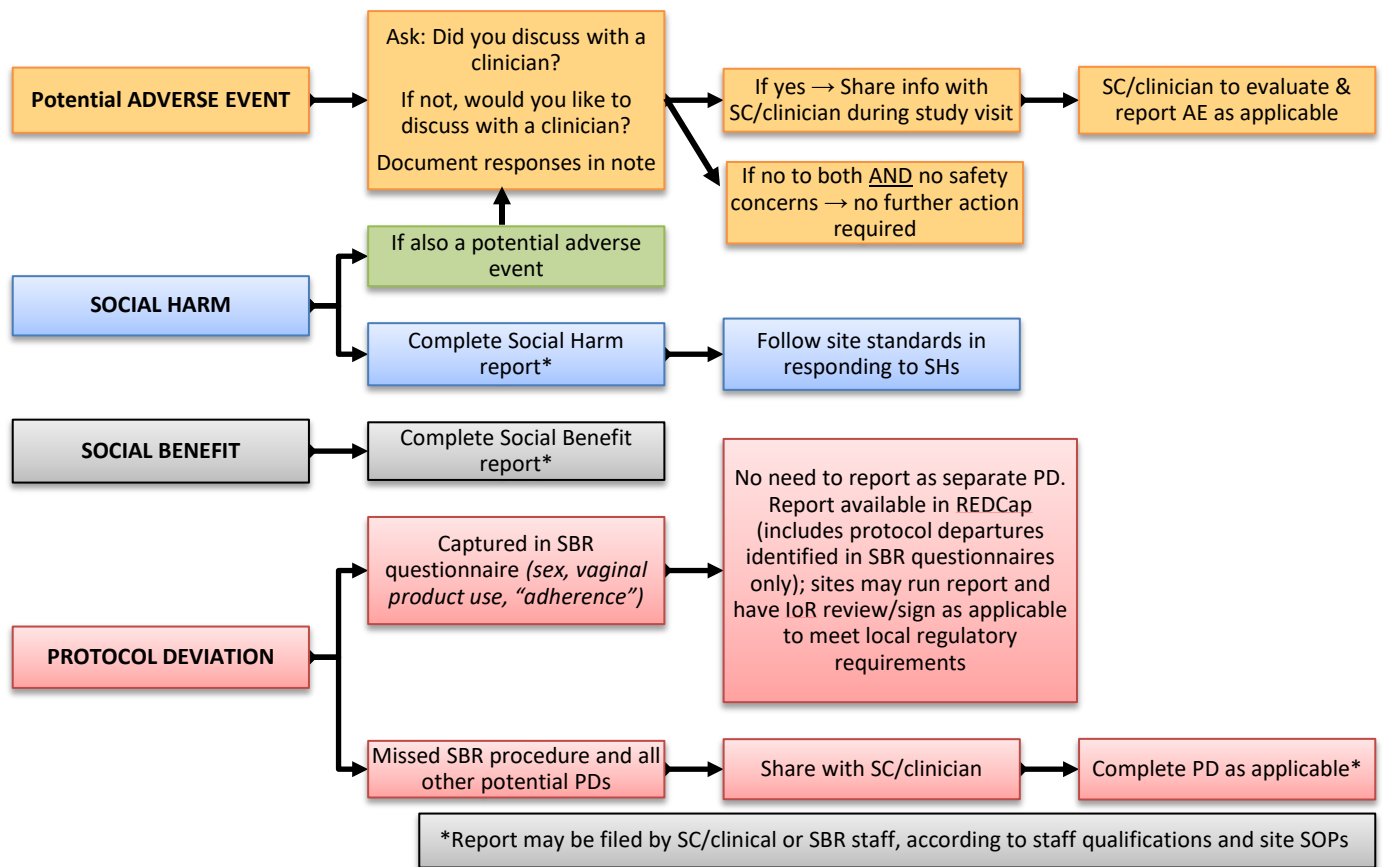 Potential ADVERSE EVENT
Ask: Did you discuss with a
clinician?
If not, would you like to
discuss with a clinician?
Document responses in note
If yes → Share info with
SC/clinician during study visit
SC/clinician to evaluate &
report AE as applicable
If no to both AND no safety
concerns → no further action
required
SOCIAL HARM
If also a potential adverse
event
Complete Social Harm
report*
Follow site standards in
responding to SHs
SOCIAL BENEFIT
Complete Social Benefit
report*
PROTOCOL DEVIATION
Captured in SBR
questionnaire (sex, vaginal
product use, “adherence”)
No need to report as separate PD.
Report available in REDCap
(includes protocol departures
identified in SBR questionnaires
only); sites may run report and
have IoR review/sign as applicable
to meet local regulatory
requirements
Missed SBR procedure and all
other potential PDs
Share with SC/clinician
Complete PD as applicable*
*Report may be filed by SC/clinical or SBR staff, according to staff qualifications and site SOPs